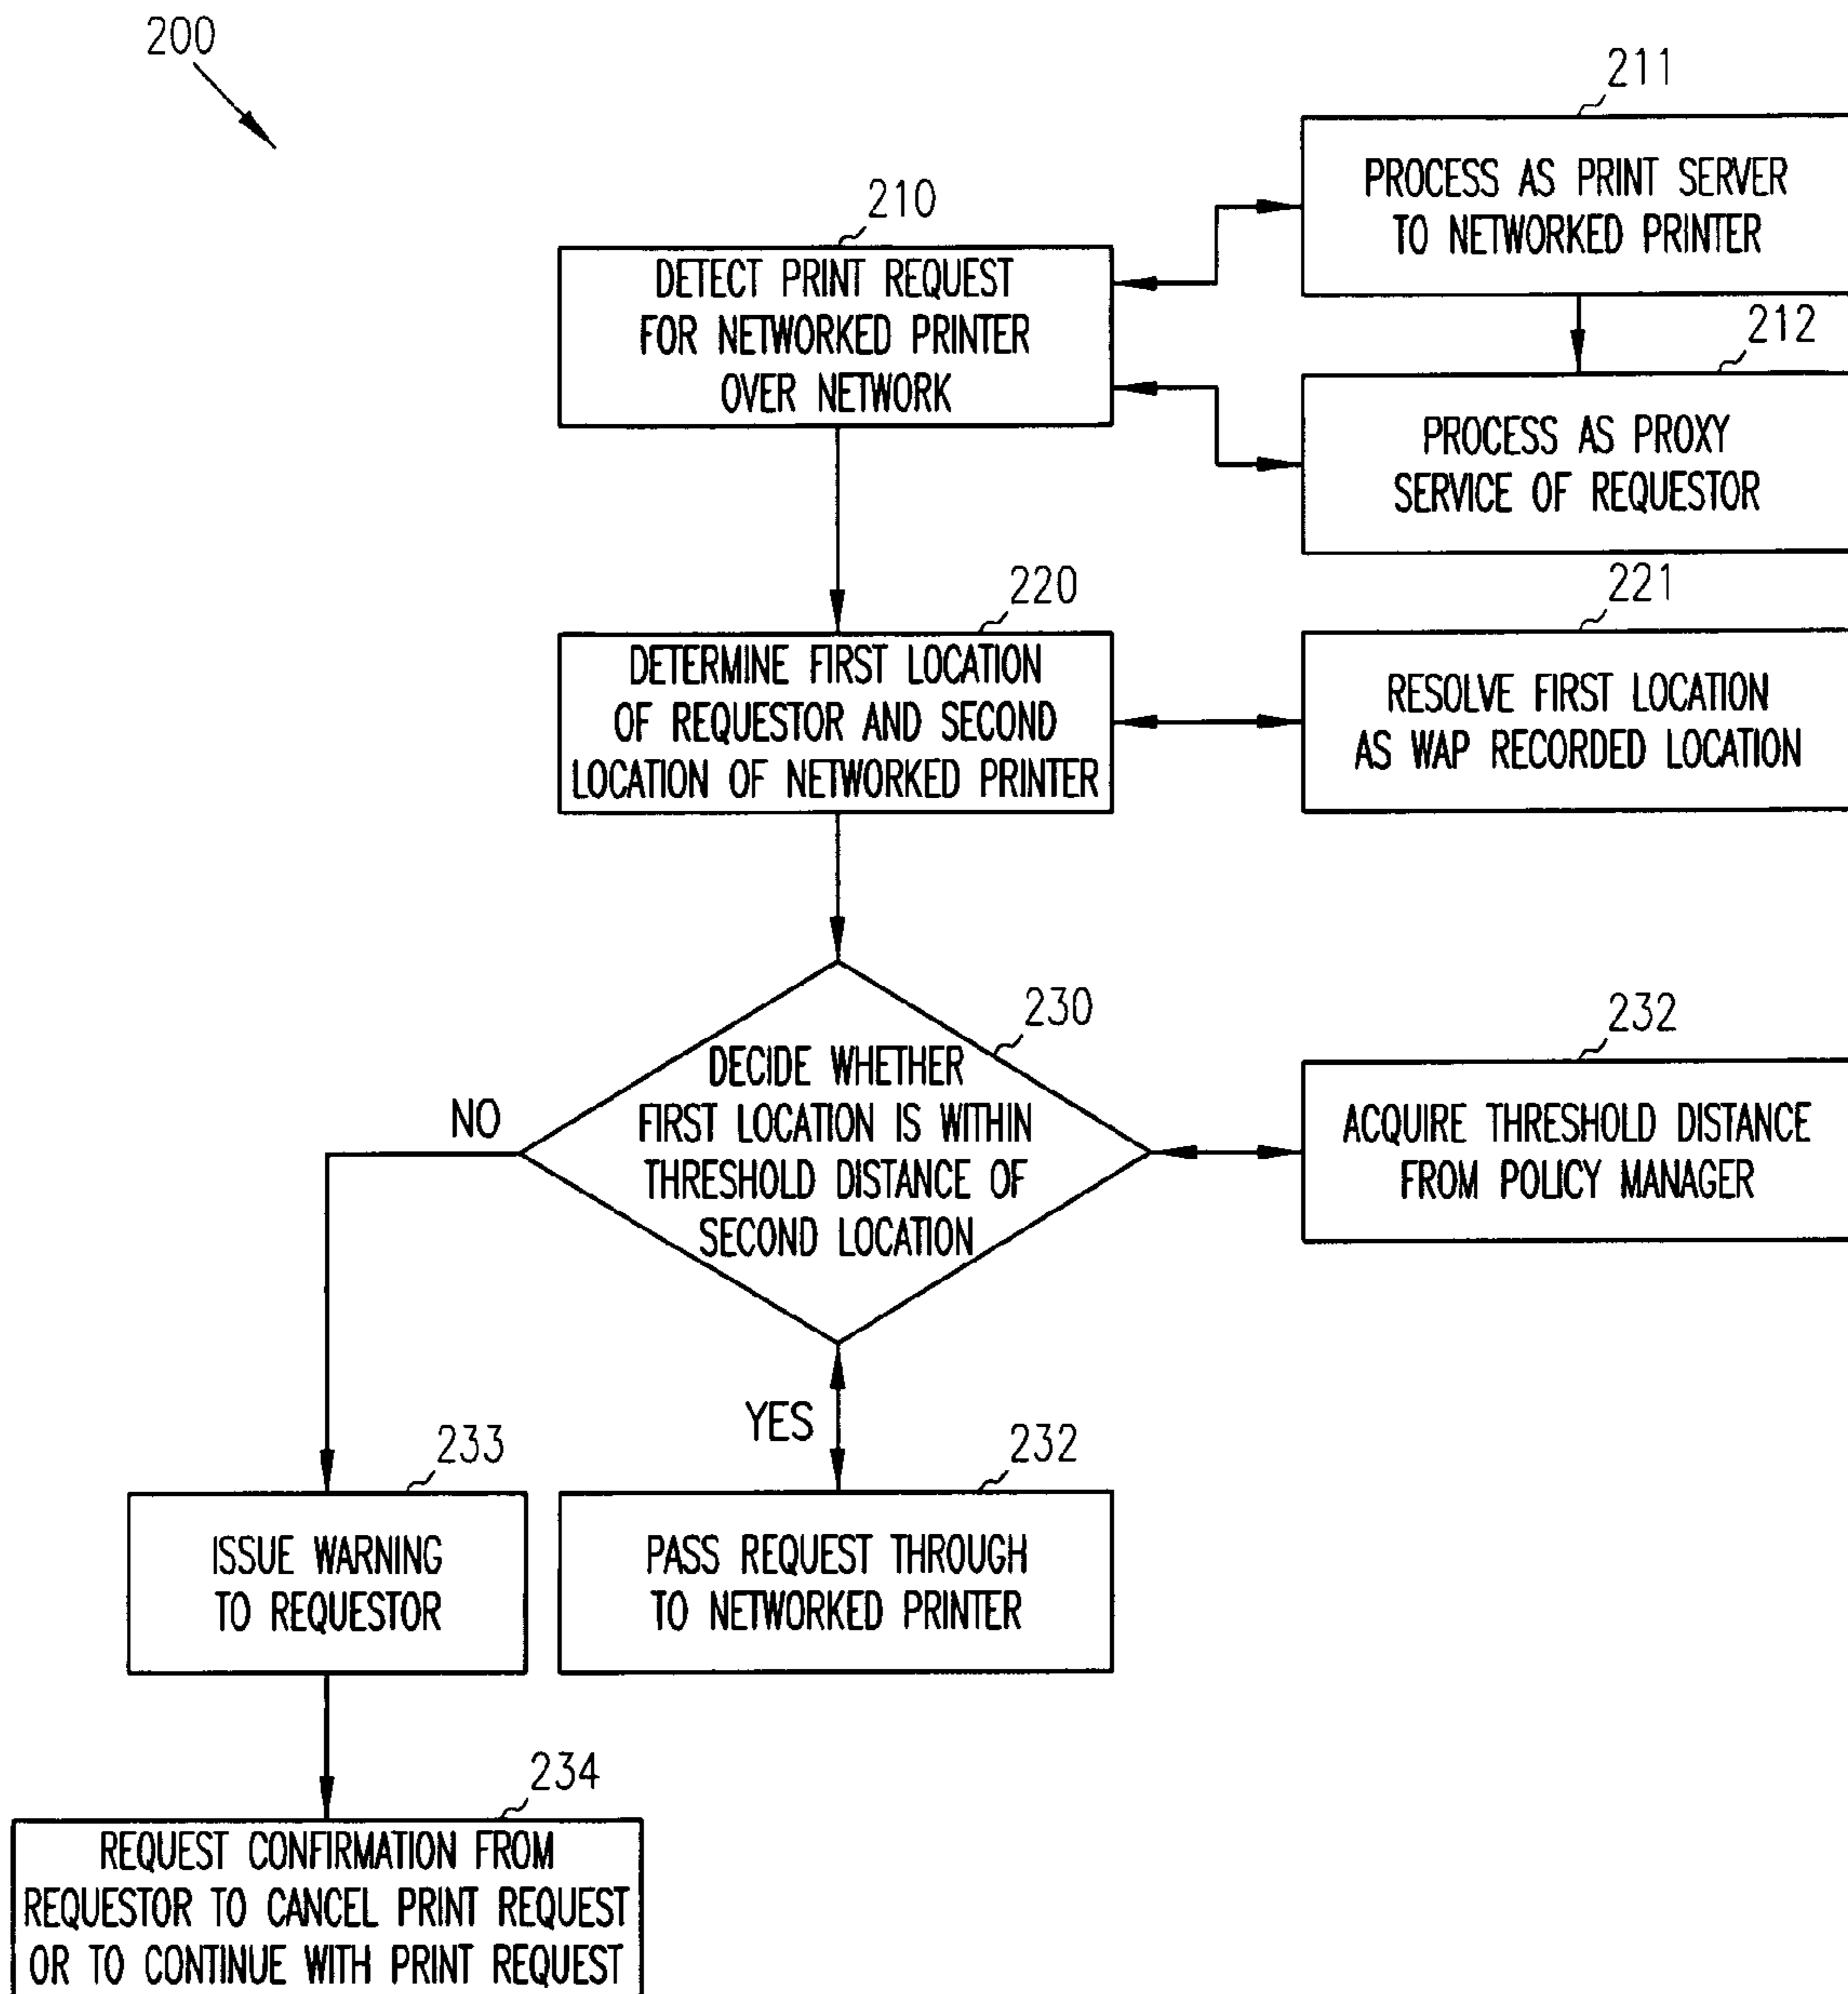 200
211
PROCESS AS PRINT SERVER
TO NETWORKED PRINTER
210
DETECT PRINT REQUEST
FOR NETWORKED PRINTER
OVER NETWORK
212
PROCESS AS PROXY
SERVICE OF REQUESTOR
220
DETERMINE FIRST LOCATION
OF REQUESTOR AND SECOND
LOCATION OF NETWORKED PRINTER
221
RESOLVE FIRST LOCATION
AS WAP RECORDED LOCATION
230
DECIDE WHETHER
FIRST LOCATION IS WITHIN
THRESHOLD DISTANCE OF
SECOND LOCATION
232
ACQUIRE THRESHOLD DISTANCE
FROM POLICY MANAGER
NO
YES
233
ISSUE WARNING
TO REQUESTOR
232
PASS REQUEST THROUGH
TO NETWORKED PRINTER
234
REQUEST CONFIRMATION FROM
REQUESTOR TO CANCEL PRINT REQUEST
OR TO CONTINUE WITH PRINT REQUEST